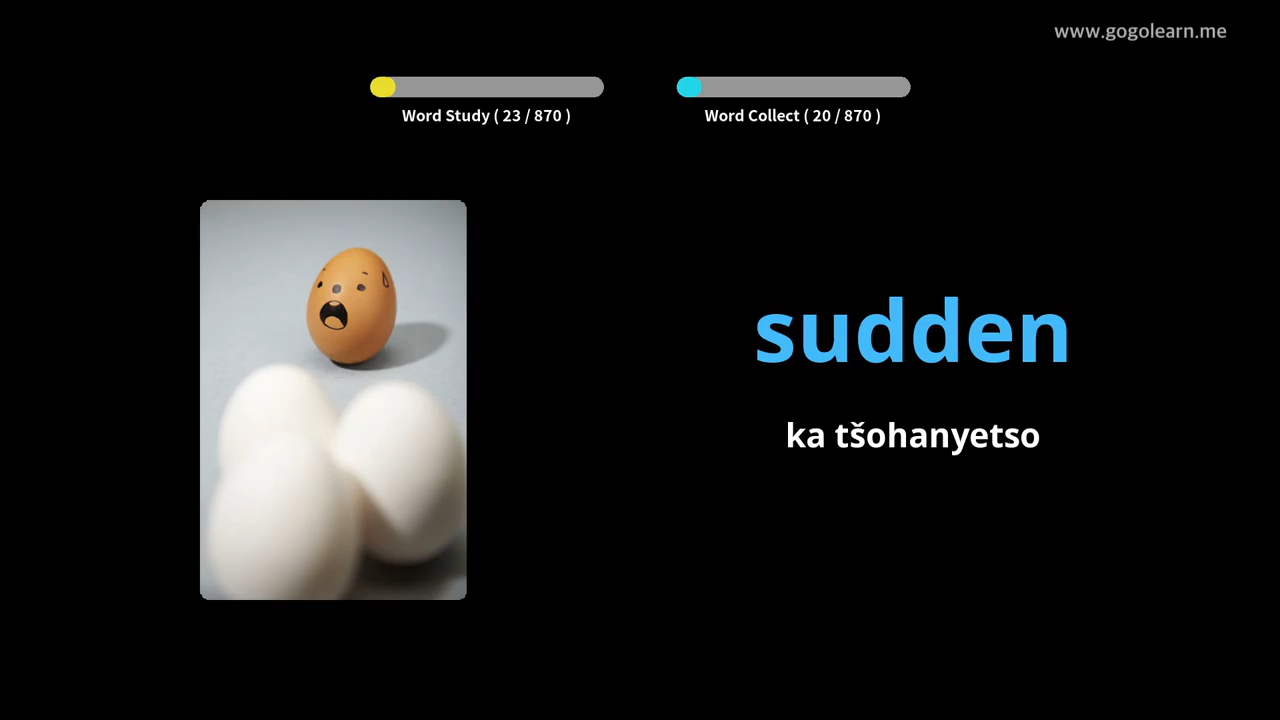 www.gogolearn.me
Word Study ( 23 / 870 )
Word Collect ( 20 / 870 )
sudden
ka tšohanyetso